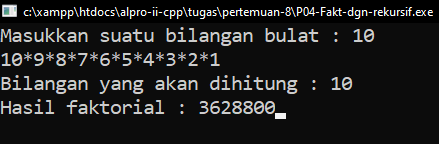 c:\xampp\htdocs\alpro-ii-cpp\tugas\pertemuan-8\P04-Fakt-dgn-rekursif.exe
Masukkan suatu bilangan bulat : 10
10*9*8*7*6*5*4*3*2*1
Bilangan yang akan dihitung : 10
Hasil faktorial : 3628800